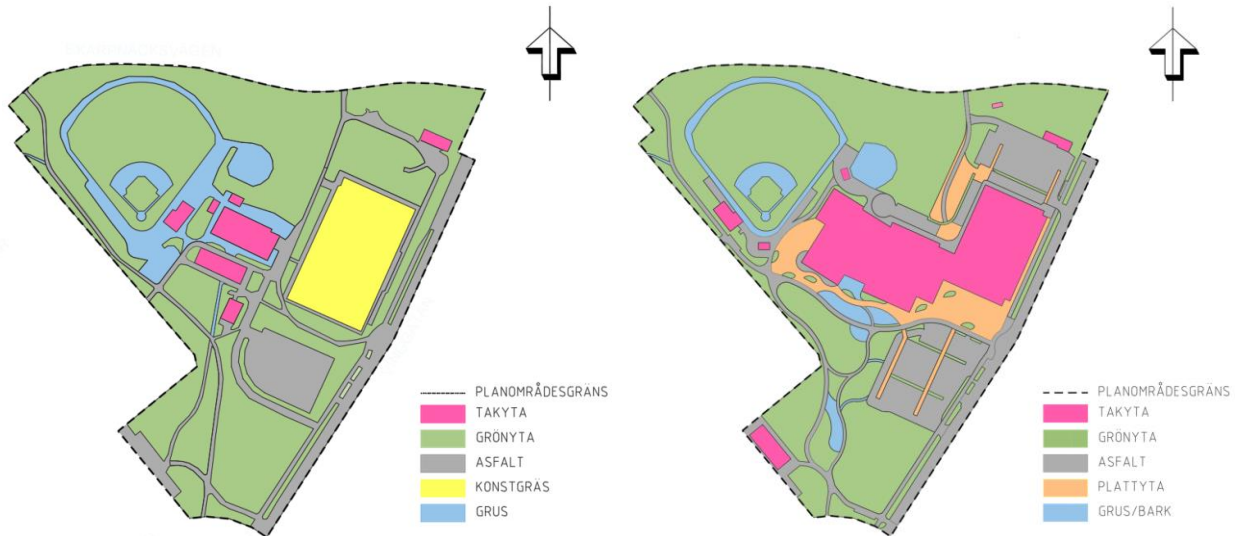 PLANOMRÅDESGRÄNS
TAKYTA
GRÖNYTA
ASFALT
KONSTGRÄS
GRUS
PLANOMRÅDESGRÄNS
TAKYTA
GRÖNYTA
ASFALT
PLATTYTA
GRUS/BARK